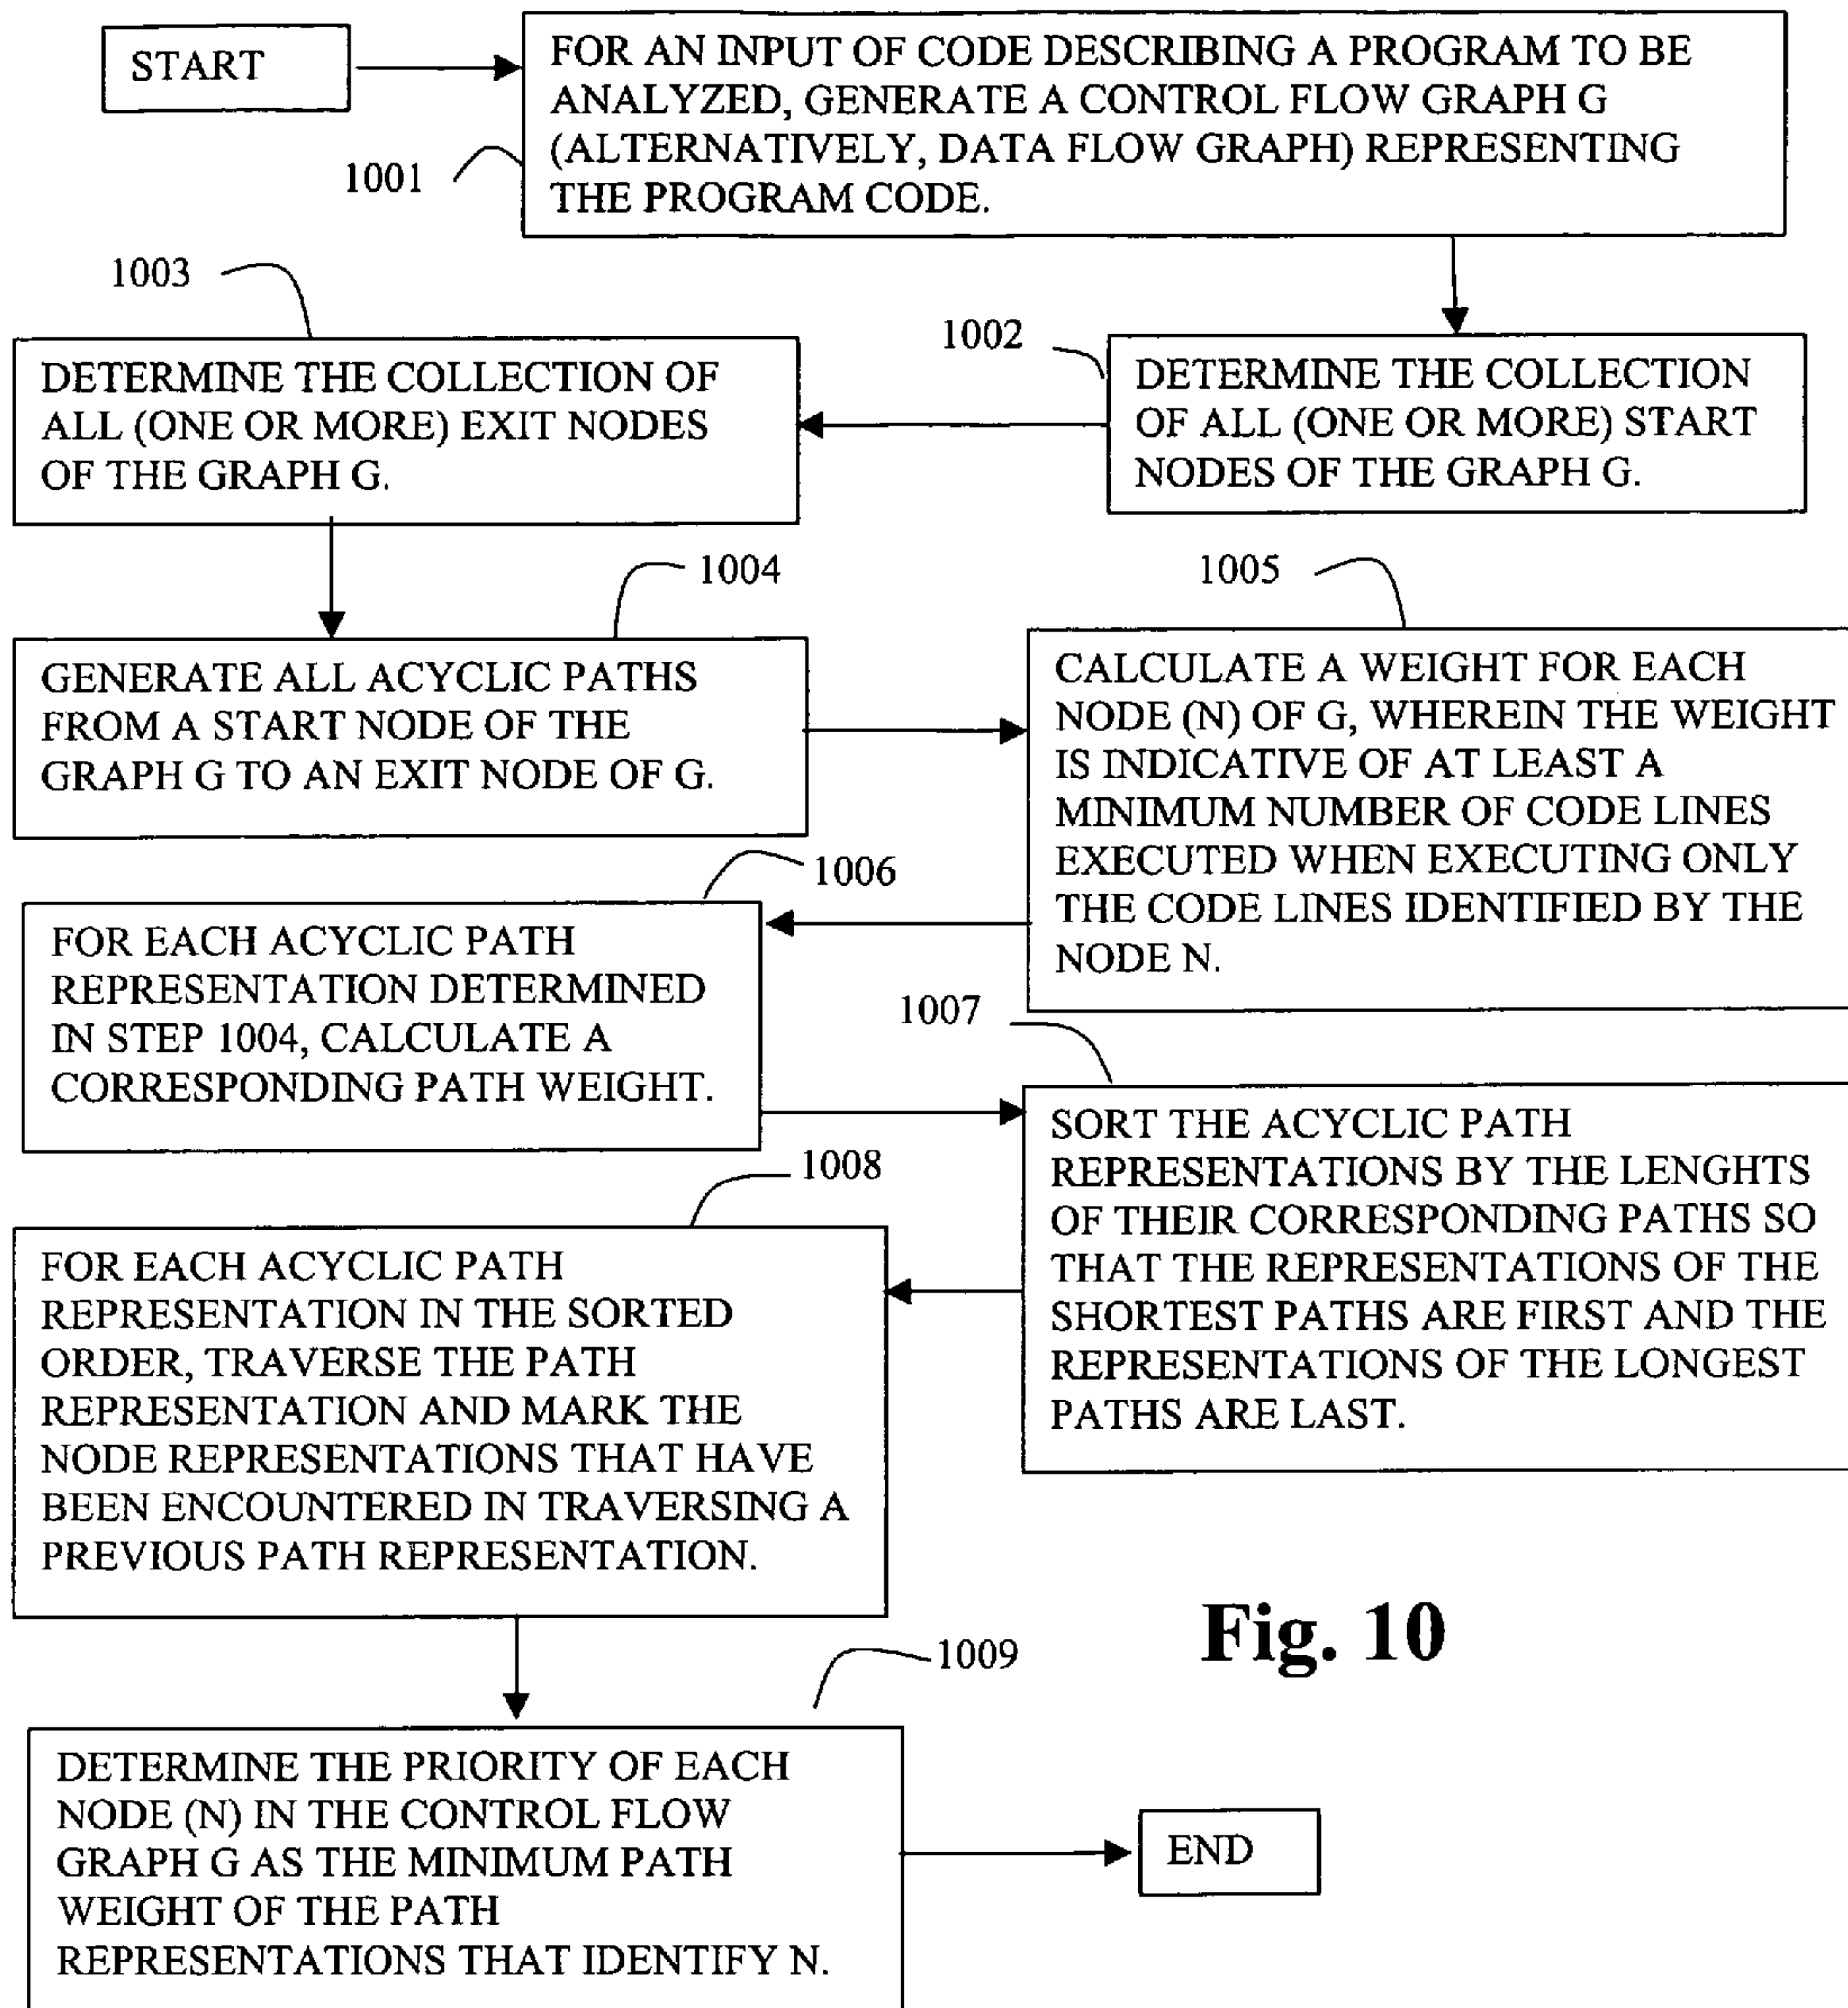 START
FOR AN INPUT OF CODE DESCRIBING A PROGRAM TO BE
ANALYZED, GENERATE A CONTROL FLOW GRAPH G
(ALTERNATIVELY, DATA FLOW GRAPH) REPRESENTING
THE PROGRAM CODE.
1001
1002
DETERMINE THE COLLECTION
OF ALL (ONE OR MORE) START
NODES OF THE GRAPH G.
1003
DETERMINE THE COLLECTION OF
ALL (ONE OR MORE) EXIT NODES
OF THE GRAPH G.
1004
GENERATE ALL ACYCLIC PATHS
FROM A START NODE OF THE
GRAPH G TO AN EXIT NODE OF G.
1005
CALCULATE A WEIGHT FOR EACH
NODE (N) OF G, WHEREIN THE WEIGHT
IS INDICATIVE OF AT LEAST A
MINIMUM NUMBER OF CODE LINES
EXECUTED WHEN EXECUTING ONLY
THE CODE LINES IDENTIFIED BY THE
NODE N.
1006
FOR EACH ACYCLIC PATH
REPRESENTATION DETERMINED
IN STEP 1004, CALCULATE A
CORRESPONDING PATH WEIGHT.
1007
SORT THE ACYCLIC PATH
REPRESENTATIONS BY THE LENGHTS
OF THEIR CORRESPONDING PATHS SO
THAT THE REPRESENTATIONS OF THE
SHORTEST PATHS ARE FIRST AND THE
REPRESENTATIONS OF THE LONGEST
PATHS ARE LAST.
1008
FOR EACH ACYCLIC PATH
REPRESENTATION IN THE SORTED
ORDER, TRAVERSE THE PATH
REPRESENTATION AND MARK THE
NODE REPRESENTATIONS THAT HAVE
BEEN ENCOUNTERED IN TRAVERSING A
PREVIOUS PATH REPRESENTATION.
1009
DETERMINE THE PRIORITY OF EACH
NODE (N) IN THE CONTROL FLOW
GRAPH G AS THE MINIMUM PATH
WEIGHT OF THE PATH
REPRESENTATIONS THAT IDENTIFY N.
END
Fig. 10